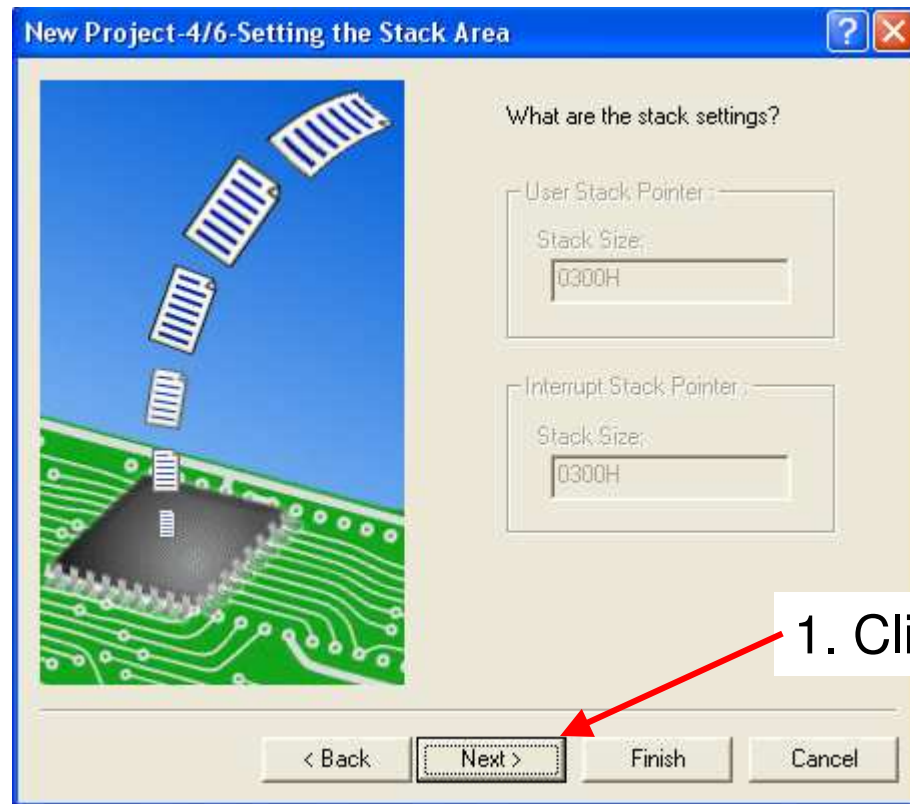 New Project-4/6-Setting the Stack Area
What are the stack settings?
User Stack Pointer :
Stack Size:
0300H
Interrupt Stack Pointer :
Stack Size:
0300H
1. Cli
< Back
Next >
Finish
Cancel